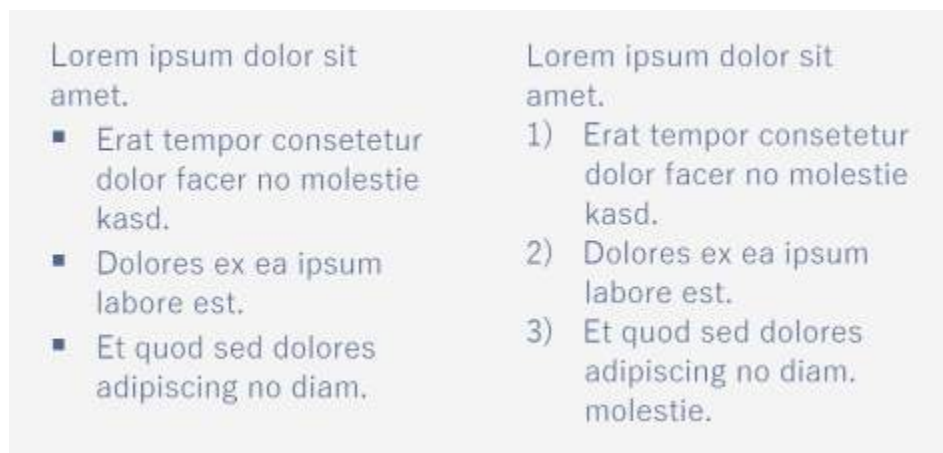 Lorem ipsum dolor sit
amet.
▪ Erat tempor consetetur
dolor facer no molestie
kasd.
▪ Dolores ex ea ipsum
labore est.
▪ Et quod sed dolores
adipiscing no diam.
Lorem ipsum dolor sit
amet.
1) Erat tempor consetetur
dolor facer no molestie
kasd.
2) Dolores ex ea ipsum
labore est.
3) Et quod sed dolores
adipiscing no diam.
molestie.